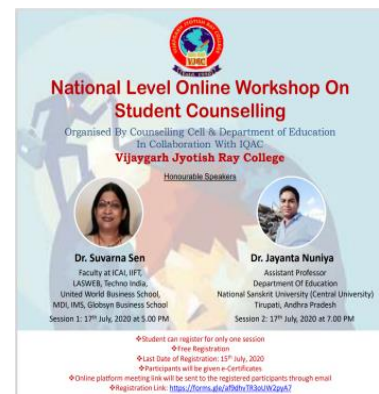 VJRC
National Level Online Workshop On
Student Counselling
Organised By Counselling Cell & Department of Education
In Collaboration With IQAC
Vijaygarh Jyotish Ray College
Honourable Speakers
Dr. Suvarna Sen
Faculty at ICAI, IIFT,
LASWEB, Techno India,
United World Business School,
MDI, IMS, Globsyn Business School
Session 1: 17th July, 2020 at 5.00 PM
Dr. Jayanta Nuniya
Assistant Professor
Department Of Education
National Sanskrit University (Central University)
Tirupati, Andhra Pradesh
Session 2: 17th July, 2020 at 7.00 PM
❖Student can register for only one session
❖Free Registration
❖Last Date of Registration: 15th July, 2020
❖Participants will be given e-Certificates
❖Online platform meeting link will be sent to the registered participants through email
❖Registration Link: https://forms.gle/af9dhvTR3oUW2pyA7